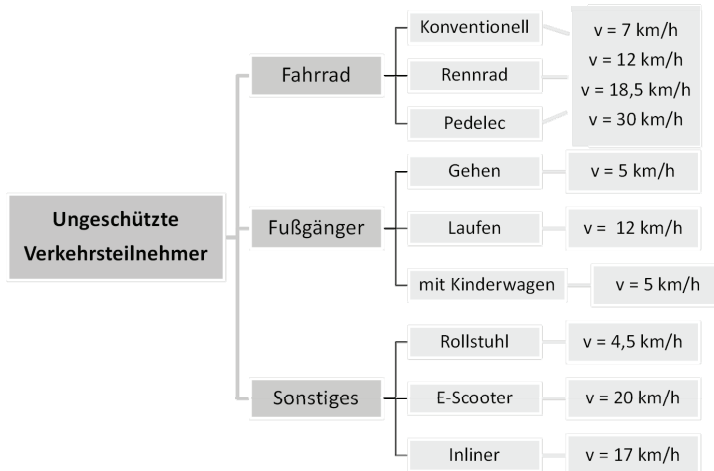 Ungeschützte
Verkehrsteilnehmer
Fahrrad
Konventionell
Rennrad
Pedelec
v = 7 km/h
v = 12 km/h
v = 18,5 km/h
v = 30 km/h
Fußgänger
Gehen
v = 5 km/h
Laufen
v = 12 km/h
mit Kinderwagen
v = 5 km/h
Sonstiges
Rollstuhl
v = 4,5 km/h
E-Scooter
v = 20 km/h
Inliner
v = 17 km/h